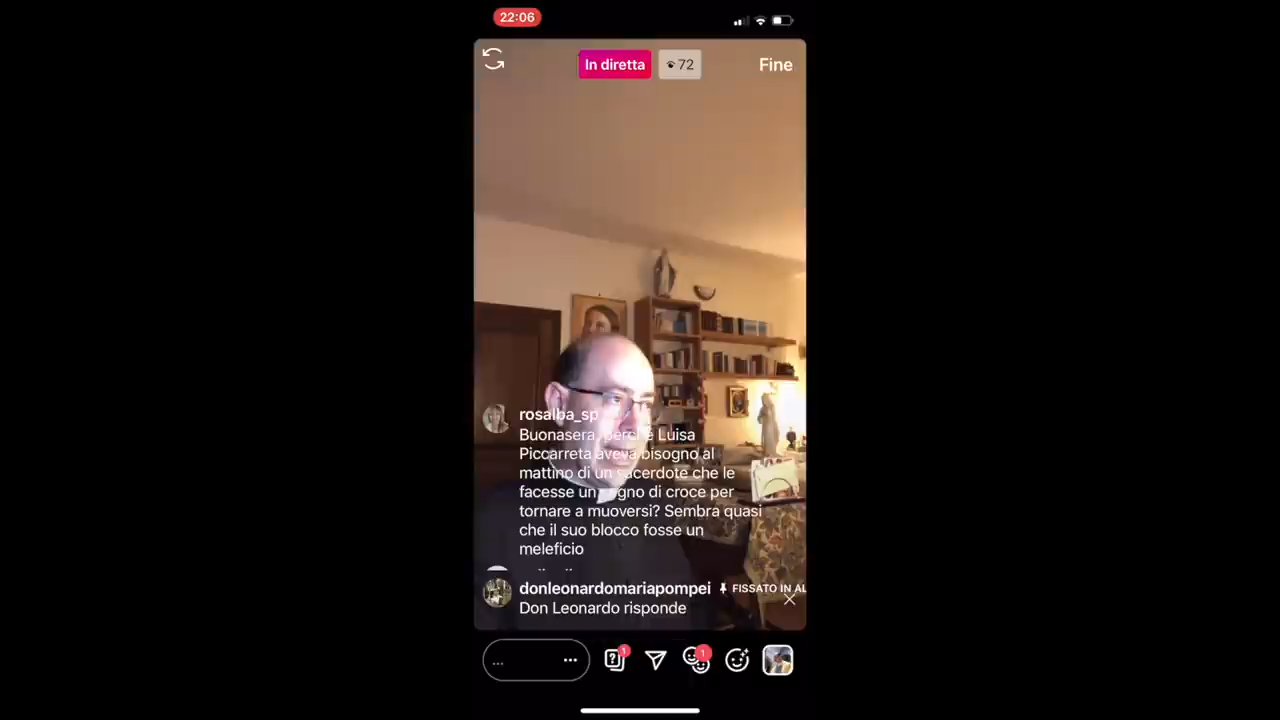 22:06
In diretta
72
Fine
rosalba_sp
Buonasera, perché Luisa
Piccarreta aveva bisogno al
mattino di un sacerdote che le
facesse un segno di croce per
tornare a muoversi? Sembra quasi
che il suo blocco fosse un
meleficio
donleonardomariapompei FISSATO IN AL
Don Leonardo risponde
...
1
1